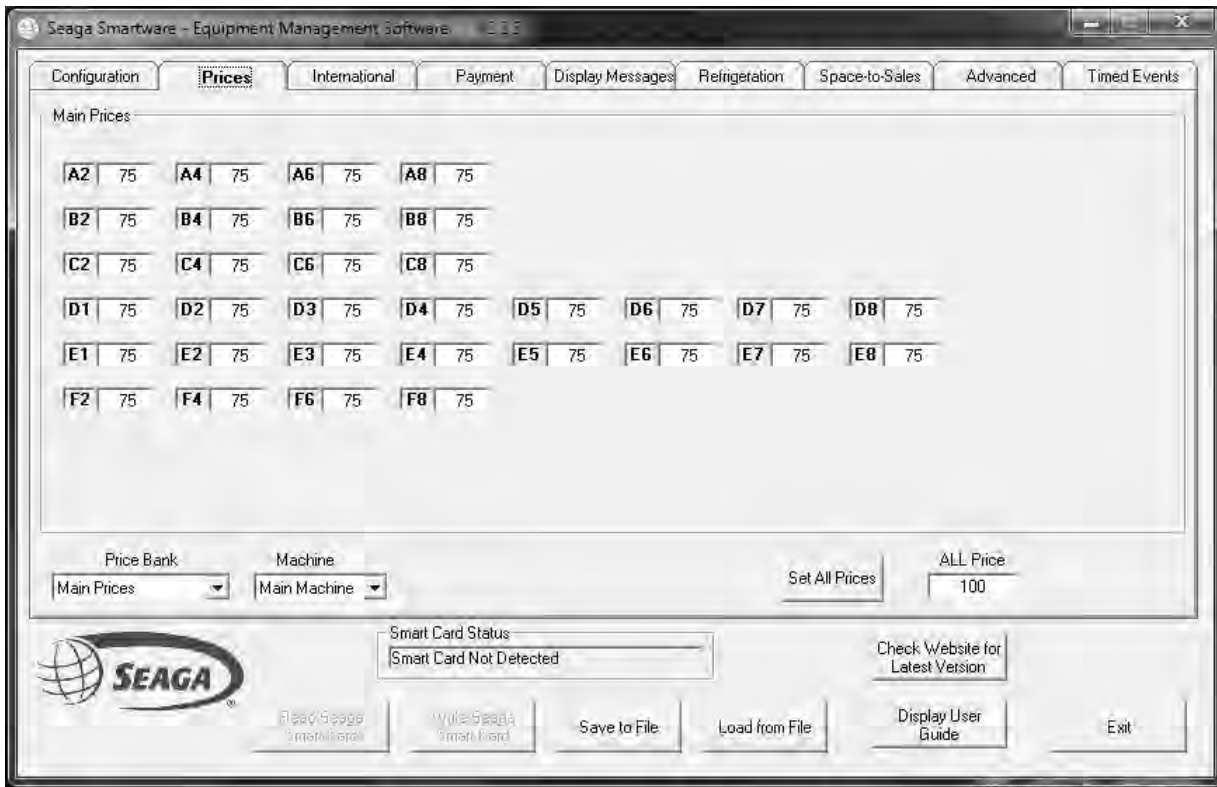 Seaga Smartware - Equipment Management Software
Configuration Prices International Payment Display Messages Refrigeration Space-to-Sales Advanced Timed Events
Main Prices
A2 75 A4 75 A6 75 A8 75
B2 75 B4 75 B6 75 B8 75
C2 75 C4 75 C6 75 C8 75
D1 75 D2 75 D3 75 D4 75 D5 75 D6 75 D7 75 D8 75
E1 75 E2 75 E3 75 E4 75 E5 75 E6 75 E7 75 E8 75
F2 75 F4 75 F6 75 F8 75
Price Bank Machine ALL Price
Main Prices Main Machine Set All Prices 100
Smart Card Status
Smart Card Not Detected
Check Website for
Latest Version
SEAGA
Read Seaga
Smart Card
Write Seaga
Smart Card
Save to File
Load from File
Display User
Guide
Exit